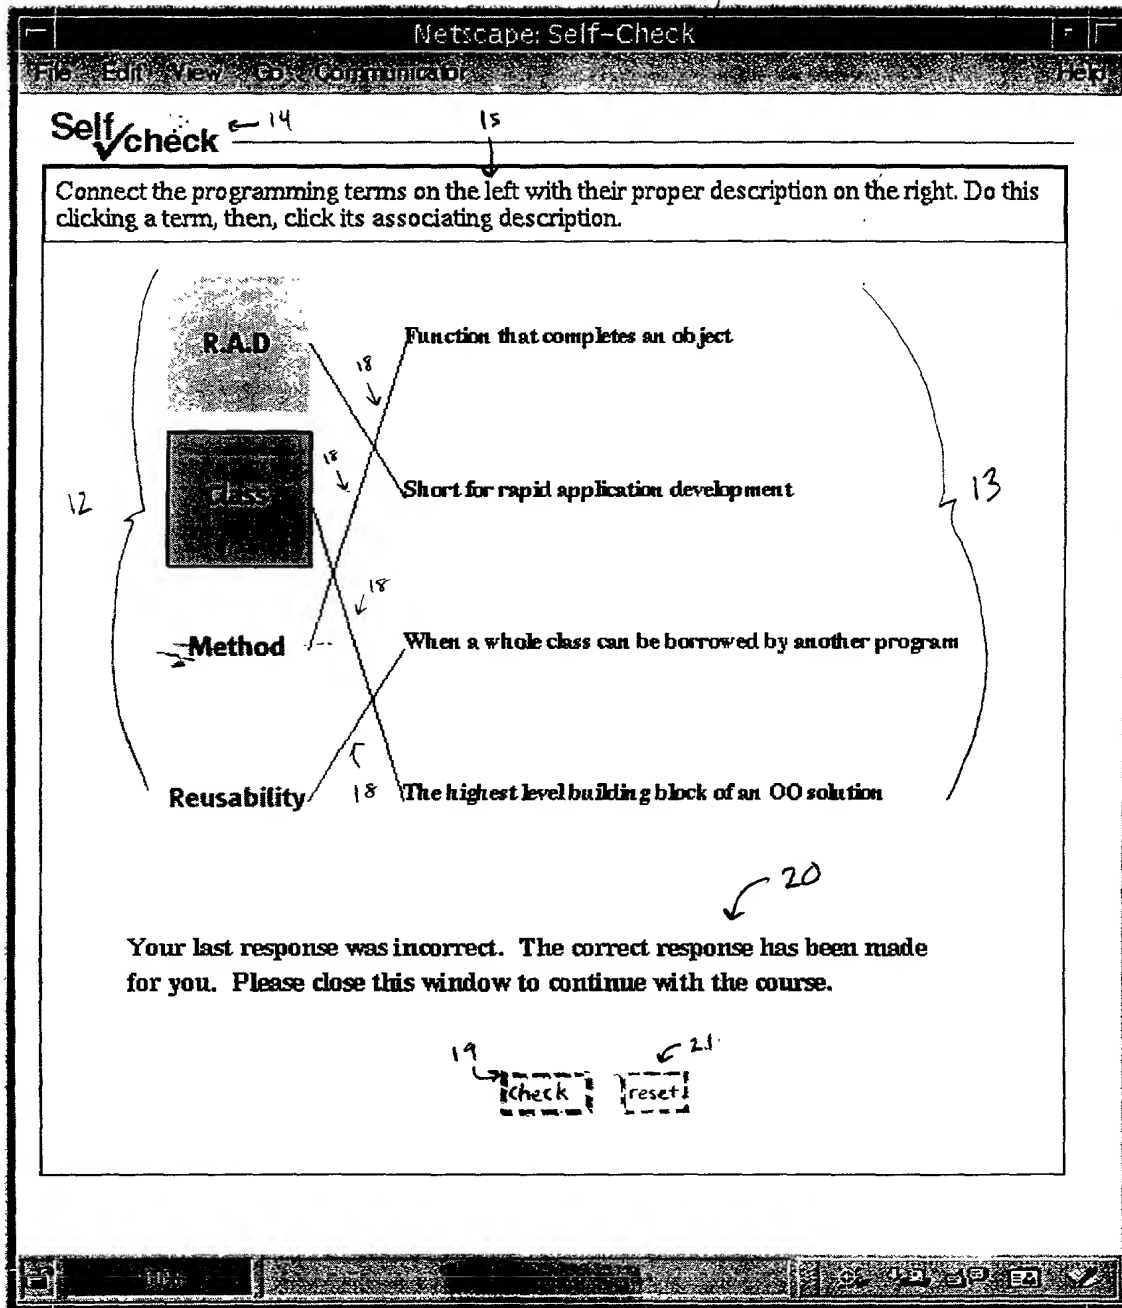 Netscape: Self-Check
File Edit View Go Communicator Help
Self check 14
15
Connect the programming terms on the left with their proper description on the right. Do this
clicking a term, then, click its associating description.
R.A.D
Function that completes an object
18
class
18
Short for rapid application development
12
13
18
Method
When a whole class can be borrowed by another program
Reusability
18
The highest level building block of an OO solution
20
Your last response was incorrect. The correct response has been made
for you. Please close this window to continue with the course.
19
21
check
reset